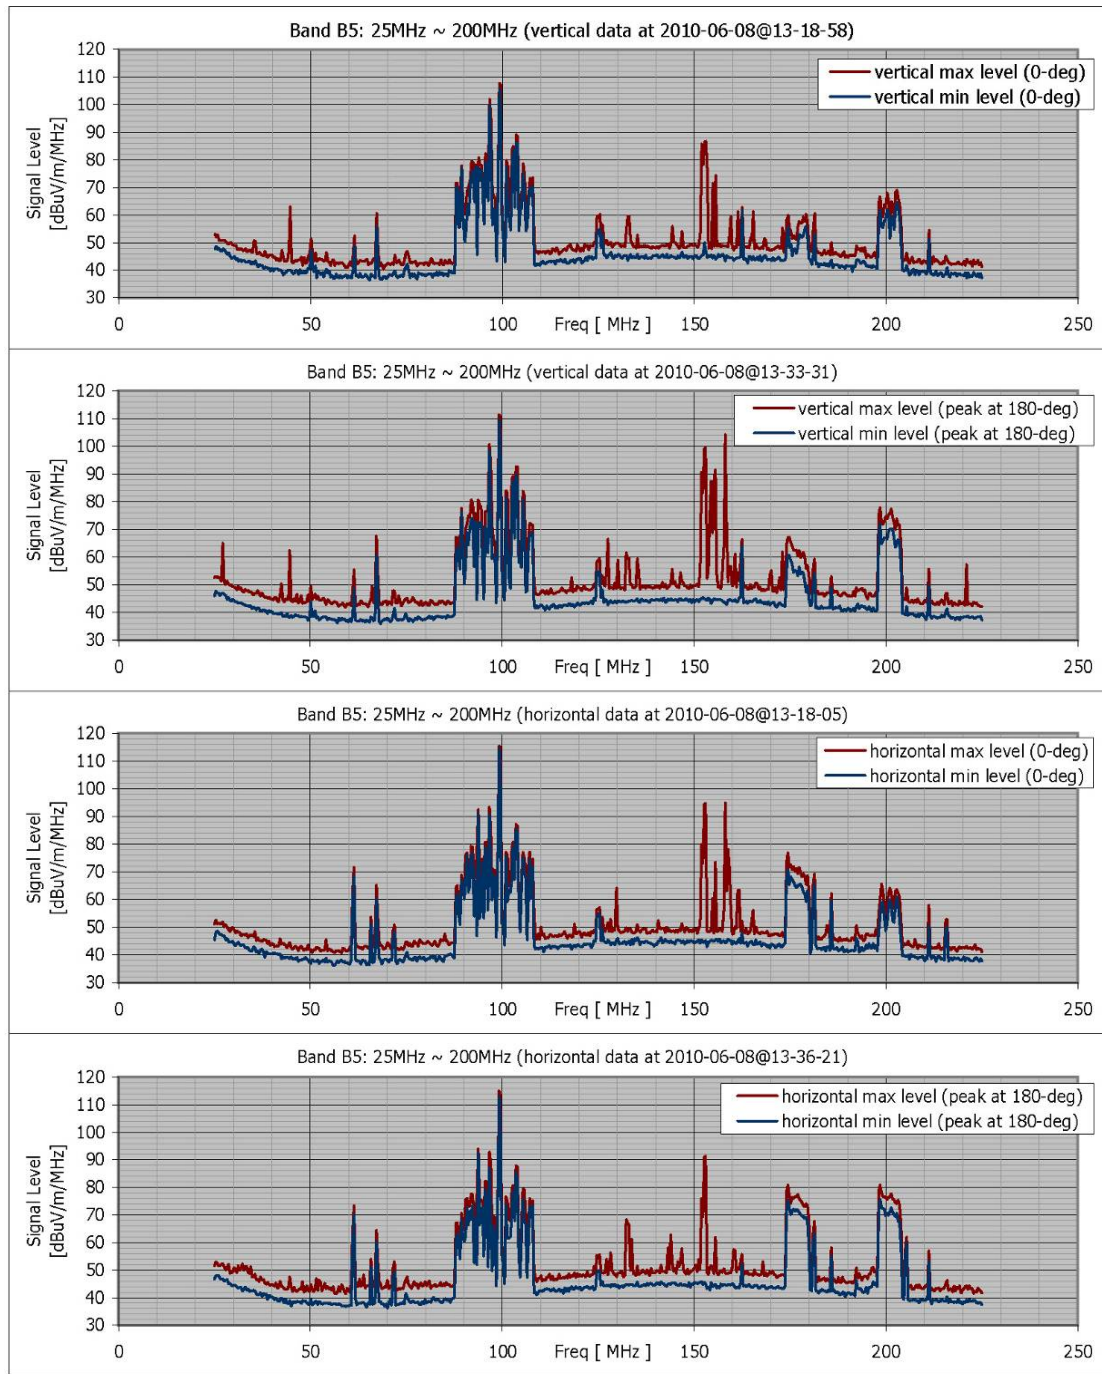 Band B5: 25MHz ~ 200MHz (vertical data at 2010-06-08@13-18-58)
vertical max level (0-deg)
vertical min level (0-deg)
Signal Level
[dBuV/m/MHz]
120
110
100
90
80
70
60
50
40
30
0 50 100 Freq [ MHz ] 150 200 250
Band B5: 25MHz ~ 200MHz (vertical data at 2010-06-08@13-33-31)
vertical max level (peak at 180-deg)
vertical min level (peak at 180-deg)
Signal Level
[dBuV/m/MHz]
120
110
100
90
80
70
60
50
40
30
0 50 100 Freq [ MHz ] 150 200 250
Band B5: 25MHz ~ 200MHz (horizontal data at 2010-06-08@13-18-05)
horizontal max level (0-deg)
horizontal min level (0-deg)
Signal Level
[dBuV/m/MHz]
120
110
100
90
80
70
60
50
40
30
0 50 100 Freq [ MHz ] 150 200 250
Band B5: 25MHz ~ 200MHz (horizontal data at 2010-06-08@13-36-21)
horizontal max level (peak at 180-deg)
horizontal min level (peak at 180-deg)
Signal Level
[dBuV/m/MHz]
120
110
100
90
80
70
60
50
40
30
0 50 100 Freq [ MHz ] 150 200 250